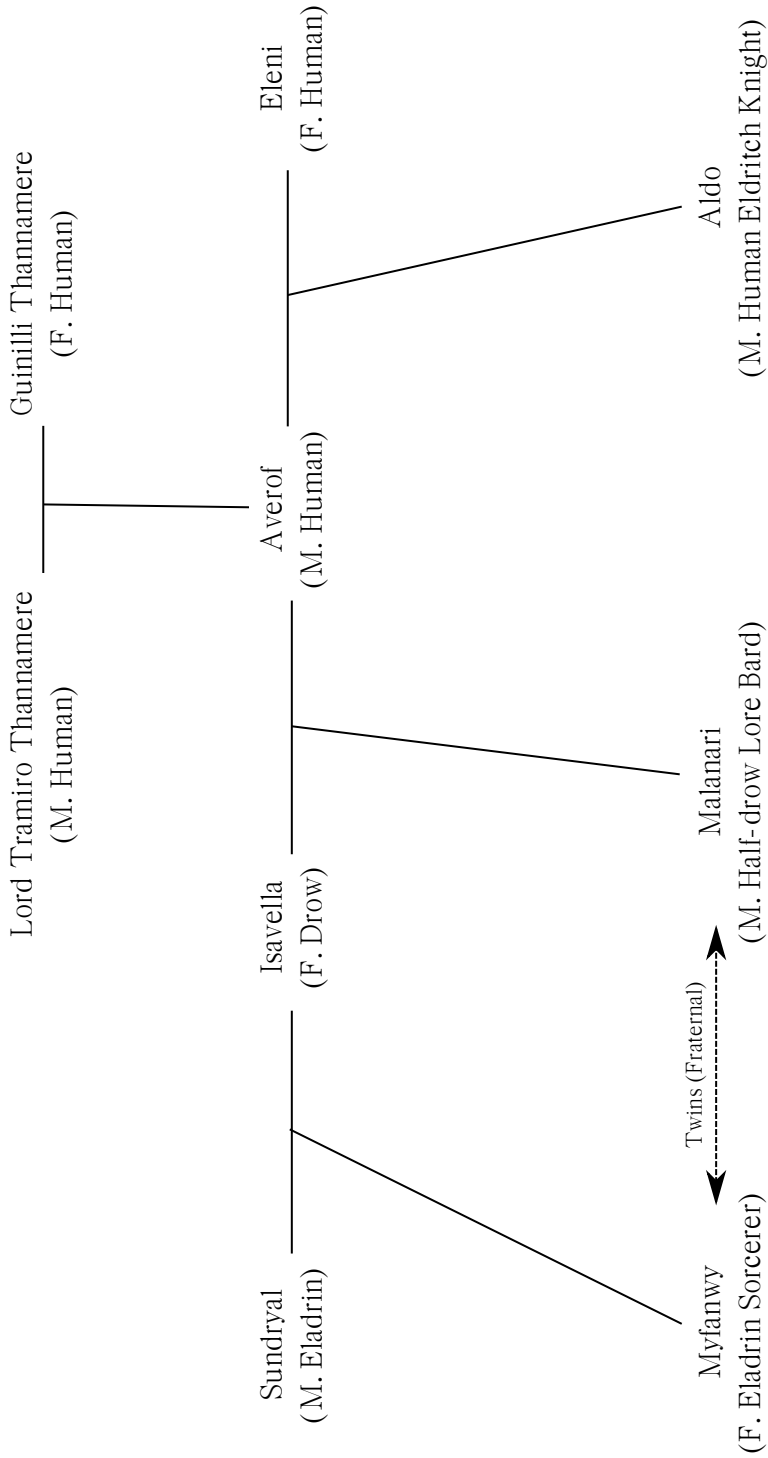 Lord Tramiro Thannamere
(M. Human)
Guinilli Thannamere
(F. Human)
Sundryal
(M. Eladrin)
Isavella
(F. Drow)
Averof
(M. Human)
Eleni
(F. Human)
Twins (Fraternal)
Myfanwy
(F. Eladrin Sorcerer)
Malanari
(M. Half-drow Lore Bard)
Aldo
(M. Human Eldritch Knight)